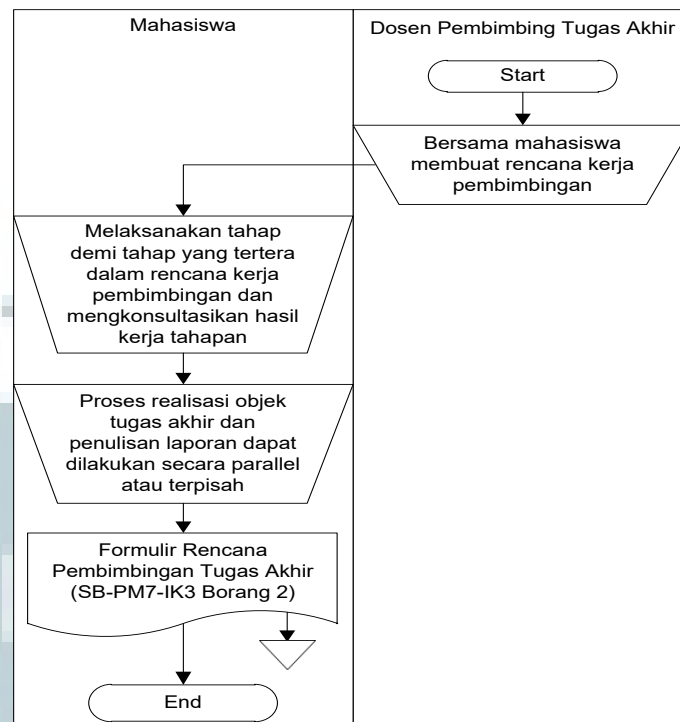 Mahasiswa
Dosen Pembimbing Tugas Akhir
Start
Bersama mahasiswa
membuat rencana kerja
pembimbingan
Melaksanakan tahap
demi tahap yang tertera
dalam rencana kerja
pembimbingan dan
mengkonsultasikan hasil
kerja tahapan
Proses realisasi objek
tugas akhir dan
penulisan laporan dapat
dilakukan secara parallel
atau terpisah
Formulir Rencana
Pembimbingan Tugas Akhir
(SB-PM7-IK3 Borang 2)
End